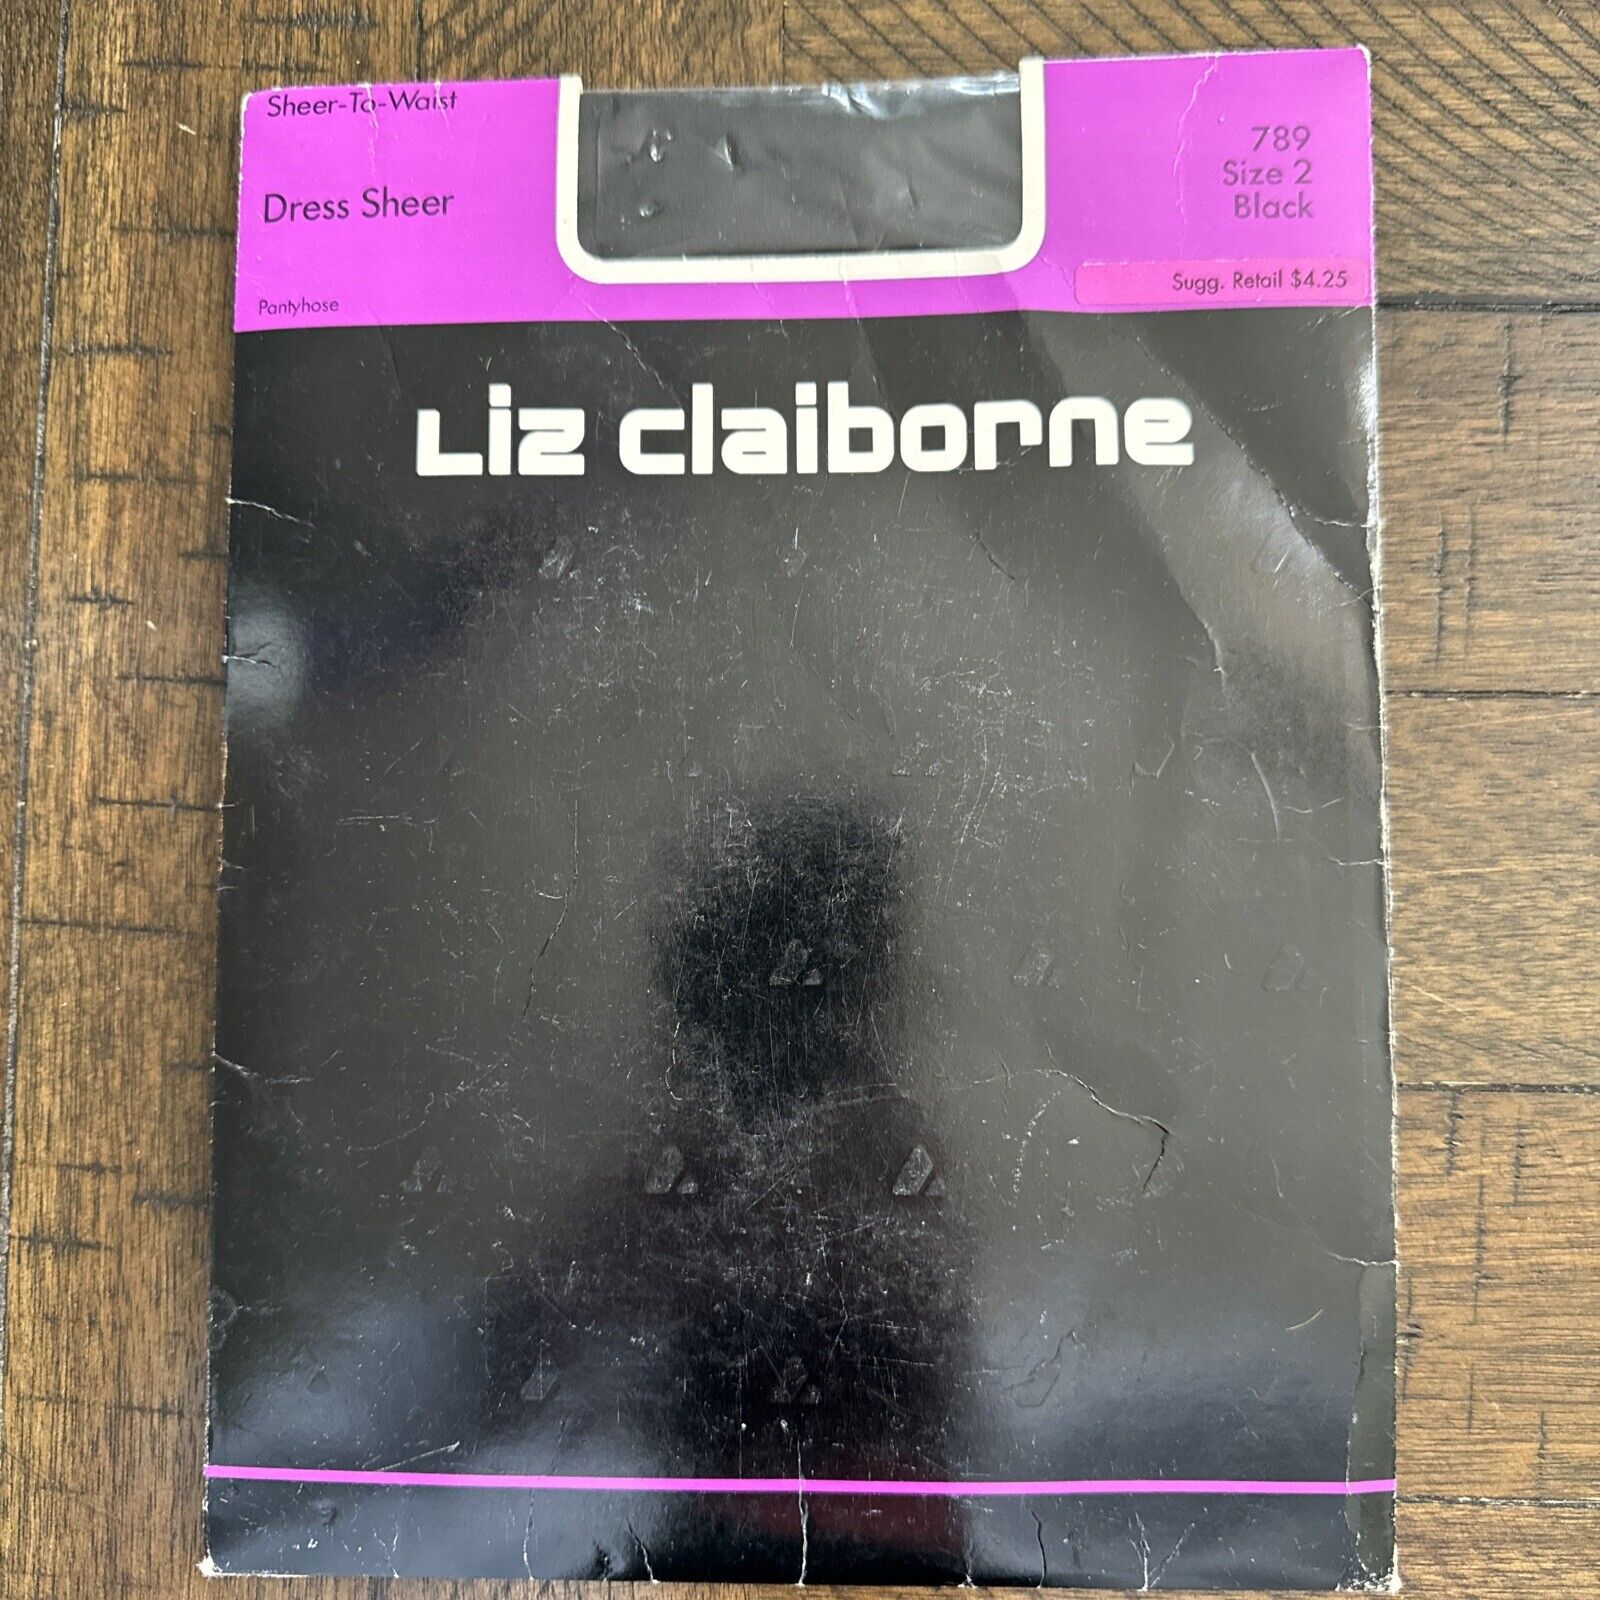 Sheer-To-Waist
Dress Sheer
Pantyhose
789
Size 2
Black
Sugg. Retail $4.25
Liz claiborne